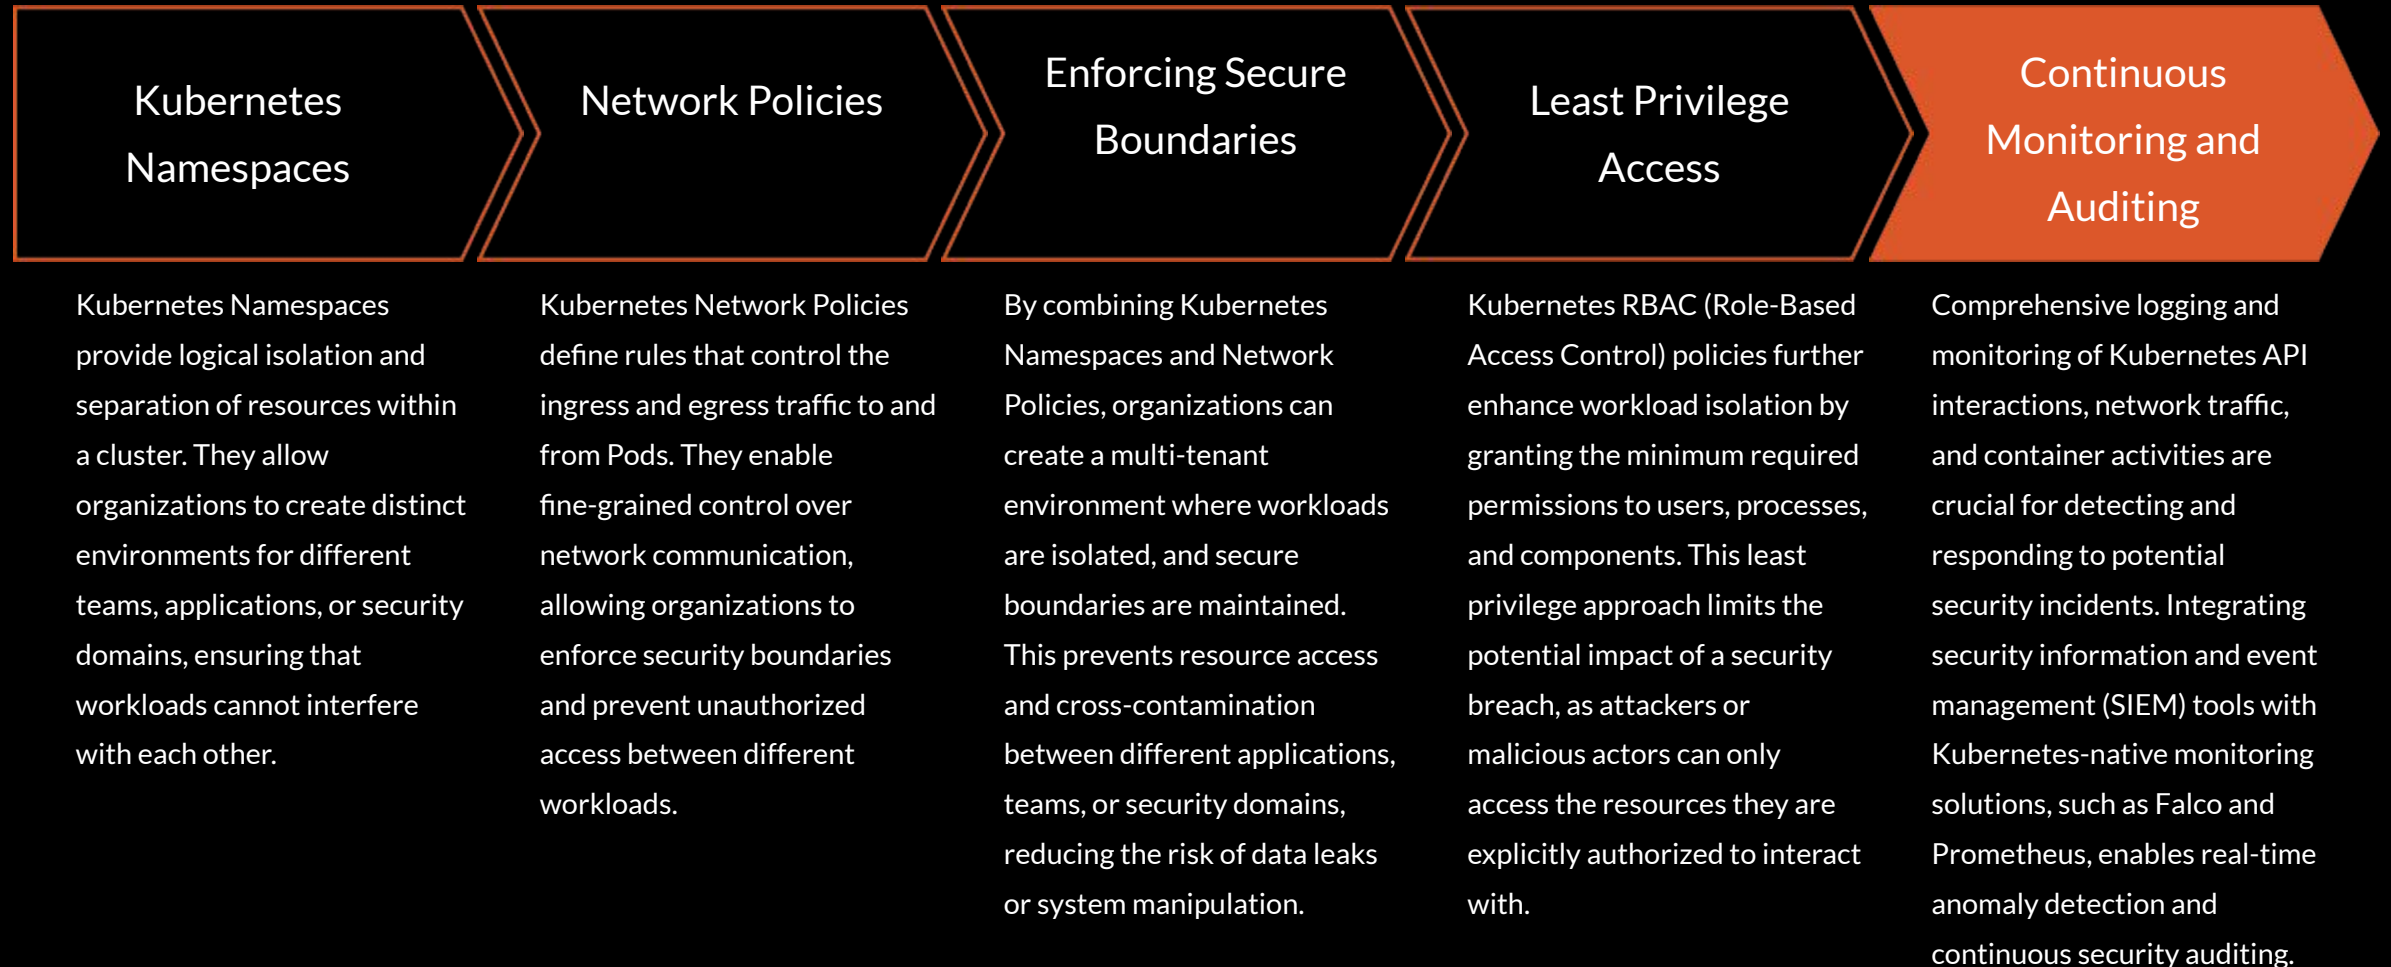 Kubernetes
Namespaces
Network Policies
Enforcing Secure
Boundaries
Least Privilege
Access
Continuous
Monitoring and
Auditing
Kubernetes Namespaces
provide logical isolation and
separation of resources within
a cluster. They allow
organizations to create distinct
environments for different
teams, applications, or security
domains, ensuring that
workloads cannot interfere
with each other.
Kubernetes Network Policies
define rules that control the
ingress and egress traffic to and
from Pods. They enable
fine-grained control over
network communication,
allowing organizations to
enforce security boundaries
and prevent unauthorized
access between different
workloads.
By combining Kubernetes
Namespaces and Network
Policies, organizations can
create a multi-tenant
environment where workloads
are isolated, and secure
boundaries are maintained.
This prevents resource access
and cross-contamination
between different applications,
teams, or security domains,
reducing the risk of data leaks
or system manipulation.
Kubernetes RBAC (Role-Based
Access Control) policies further
enhance workload isolation by
granting the minimum required
permissions to users, processes,
and components. This least
privilege approach limits the
potential impact of a security
breach, as attackers or
malicious actors can only
access the resources they are
explicitly authorized to interact
with.
Comprehensive logging and
monitoring of Kubernetes API
interactions, network traffic,
and container activities are
crucial for detecting and
responding to potential
security incidents. Integrating
security information and event
management (SIEM) tools with
Kubernetes-native monitoring
solutions, such as Falco and
Prometheus, enables real-time
anomaly detection and
continuous security auditing.